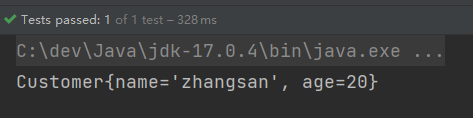 Tests passed: 1 of 1 test – 328 ms
C:\dev\Java\jdk-17.0.4\bin\java.exe ...
Customer{name='zhangsan', age=20}